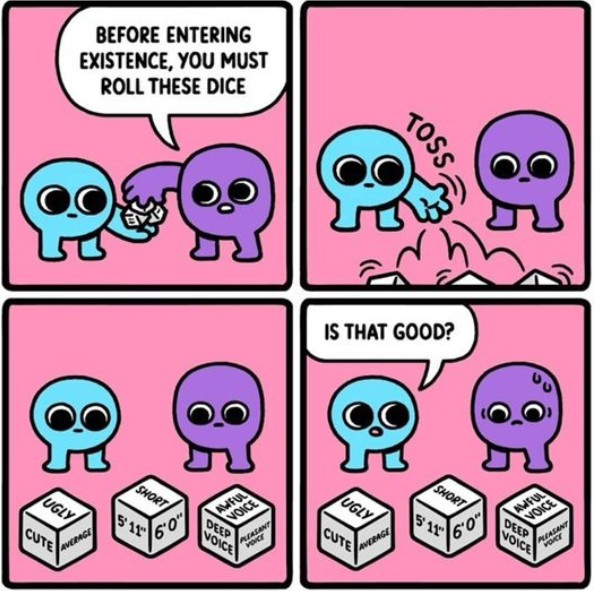 BEFORE ENTERING
EXISTENCE, YOU MUST
ROLL THESE DICE
TOSS
UGLY
CUTE
AVERAGE
SHORT
5'11"
6'0"
AWFUL
VOICE
DEEP
VOICE
PLEASANT
VOICE
IS THAT GOOD?
UGLY
CUTE
AVERAGE
SHORT
5'11"
6'0"
AWFUL
VOICE
DEEP
VOICE
PLEASANT
VOICE